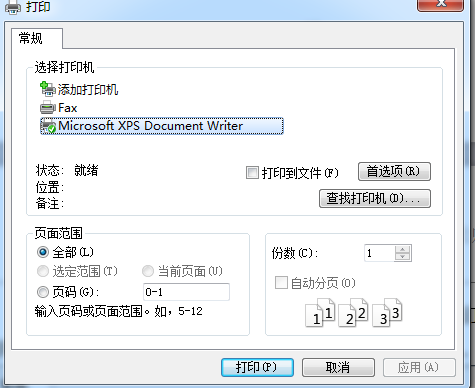 打印
常规
选择打印机
添加打印机
Fax
Microsoft XPS Document Writer
状态: 就绪
位置:
备注:
打印到文件(F)
首选项(R)
查找打印机(D)...
页面范围
全部(L)
选定范围(T) 当前页面(U)
页码(G): 0-1
输入页码或页面范围。如，5-12
份数(C): 1
自动分页(O)
1 1 2 2 3 3
打印(P) 取消 应用(A)